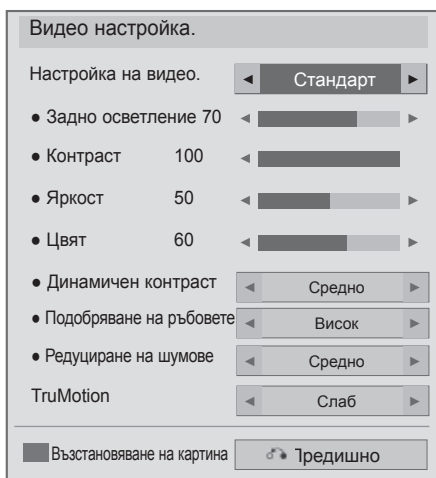 Видео настройка.
Настройка на видео. Стандарт
● Задно осветление 70
● Контраст 100
● Яркост 50
● Цвят 60
● Динамичен контраст Средно
● Подобряване на ръбовете Висок
● Редуциране на шумове Средно
TruMotion Слаб
Възстановяване на картина Предишно